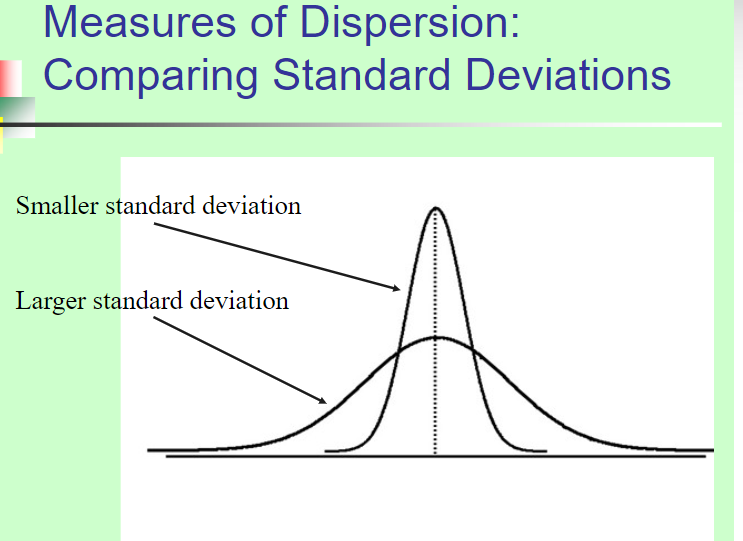 Measures of Dispersion:
Comparing Standard Deviations
Smaller standard deviation
Larger standard deviation